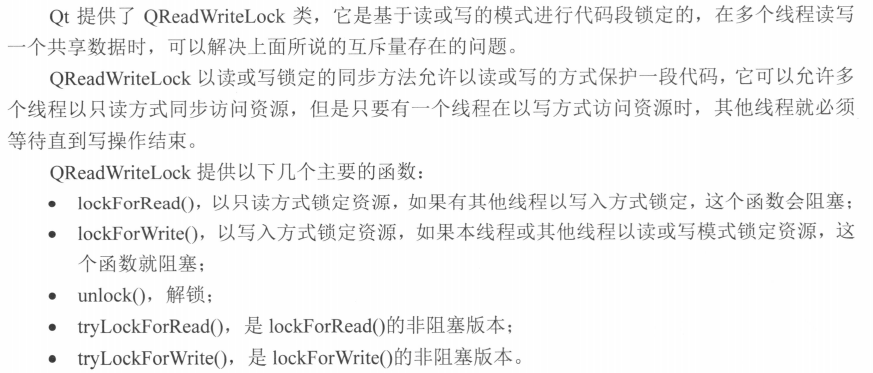 Qt 提供了 QReadWriteLock 类，它是基于读或写的模式进行代码段锁定的，在多个线程读写
一个共享数据时，可以解决上面所说的互斥量存在的问题。
QReadWriteLock 以读或写锁定的同步方法允许以读或写的方式保护一段代码，它可以允许多
个线程以只读方式同步访问资源，但是只要有一个线程在以写方式访问资源时，其他线程就必须
等待直到写操作结束。
QReadWriteLock 提供以下几个主要的函数：
• lockForRead()，以只读方式锁定资源，如果有其他线程以写入方式锁定，这个函数会阻塞；
• lockForWrite()，以写入方式锁定资源，如果本线程或其他线程以读或写模式锁定资源，这
个函数就阻塞；
• unlock()，解锁；
• tryLockForRead()，是 lockForRead()的非阻塞版本；
• tryLockForWrite()，是 lockForWrite()的非阻塞版本。